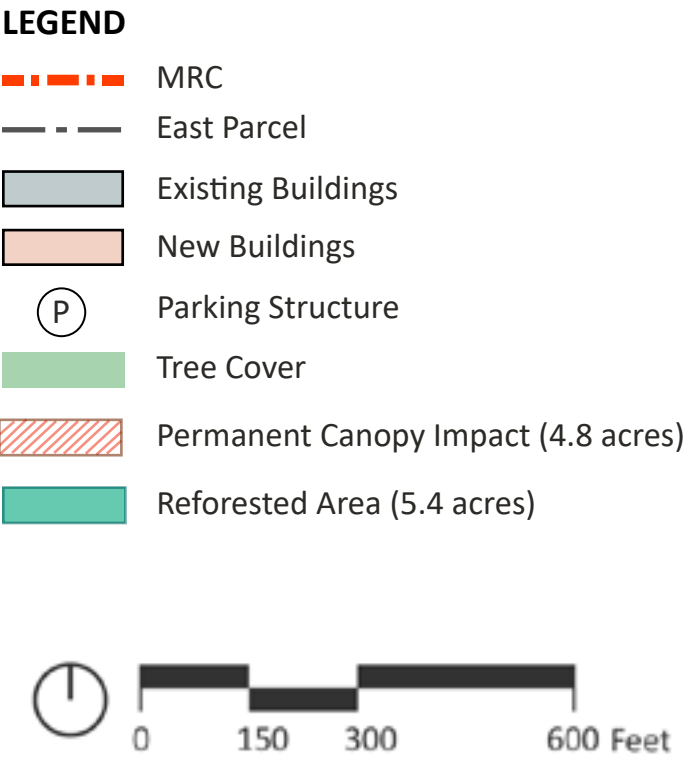 LEGEND
MRC
East Parcel
Existing Buildings
New Buildings
P Parking Structure
Tree Cover
Permanent Canopy Impact (4.8 acres)
Reforested Area (5.4 acres)
0 150 300 600 Feet